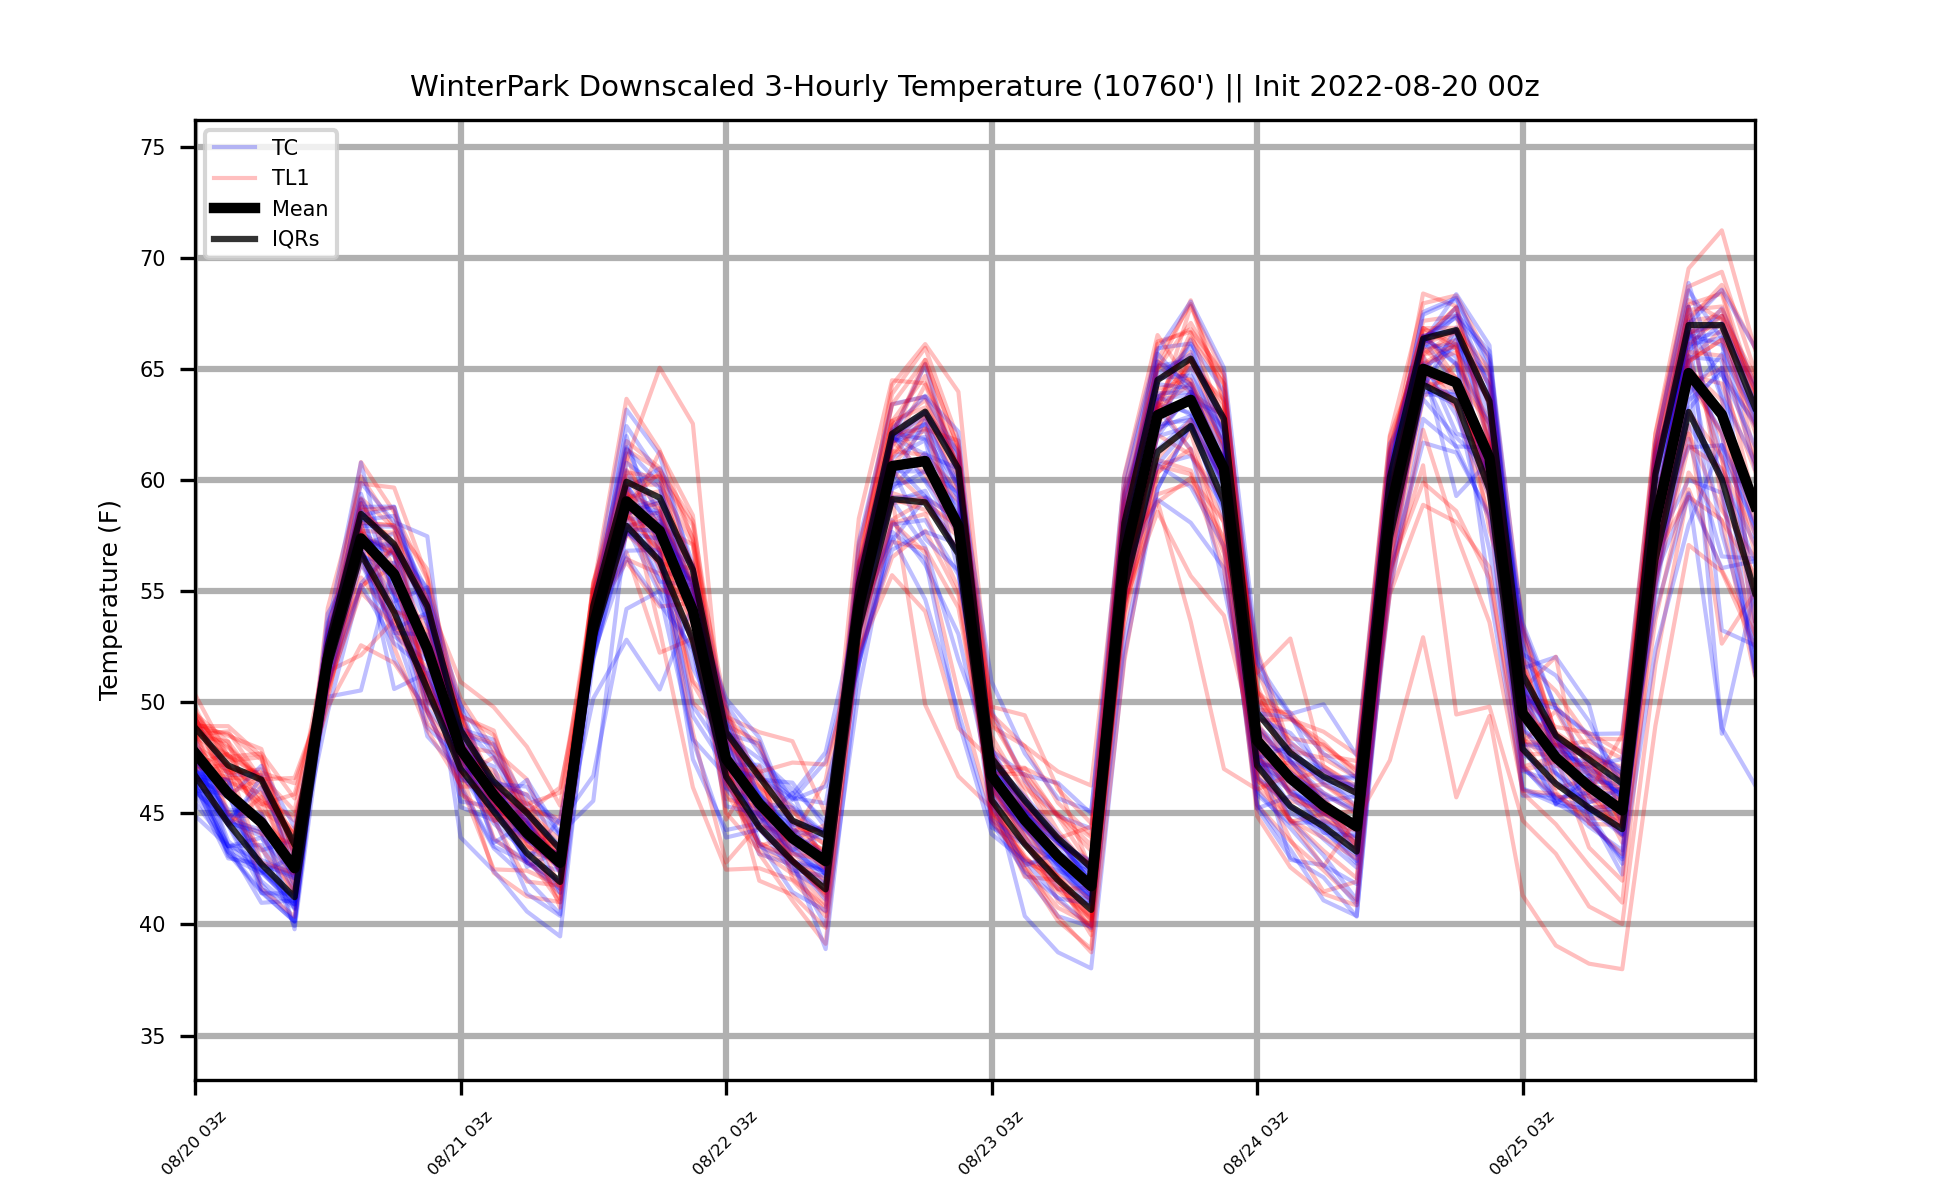 WinterPark Downscaled 3-Hourly Temperature (10760') || Init 2022-08-20 00z
TC
TL1
Mean
IQRs
Temperature (F)
75
70
65
60
55
50
45
40
35
08/20 03z
08/21 03z
08/22 03z
08/23 03z
08/24 03z
08/25 03z